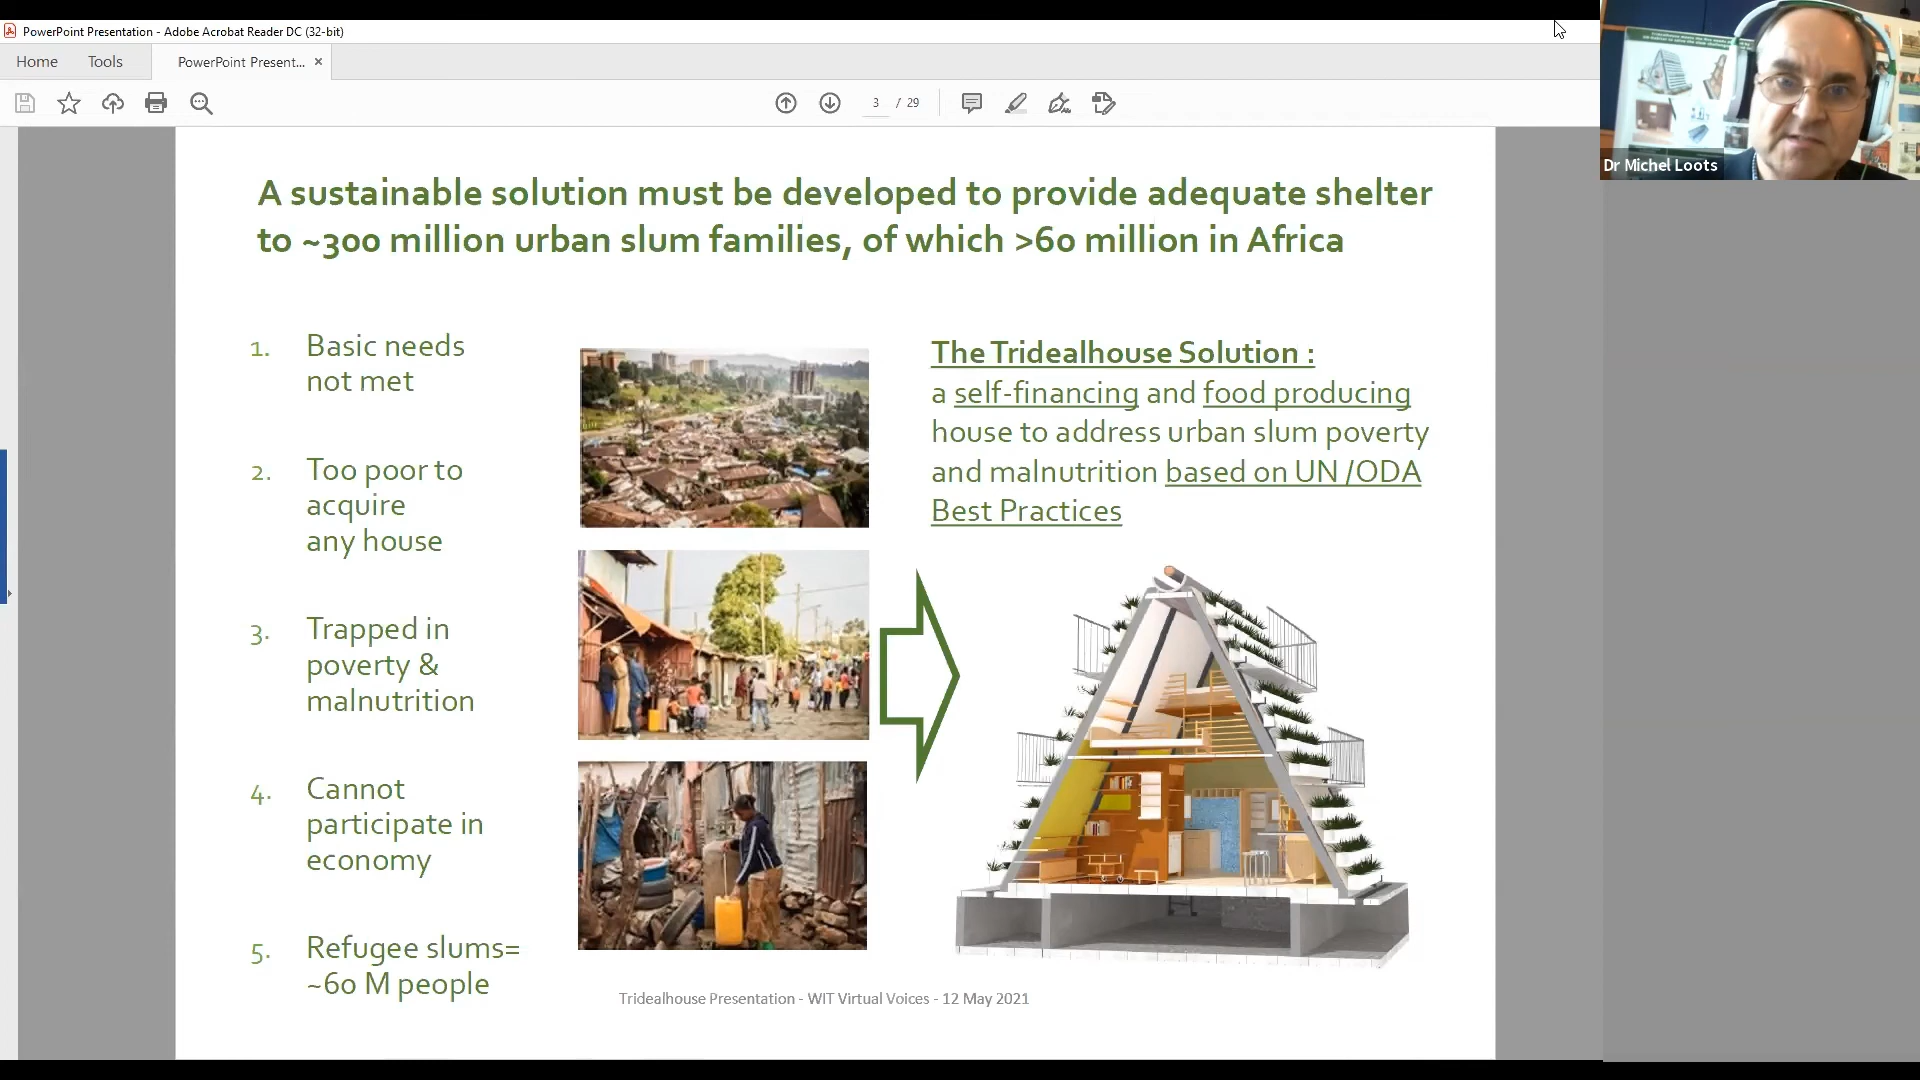 PowerPoint Presentation - Adobe Acrobat Reader DC (32-bit)
Home
Tools
PowerPoint Present...
3 / 29
Dr Michel Loots
A sustainable solution must be developed to provide adequate shelter
to ~300 million urban slum families, of which >60 million in Africa
1. Basic needs
not met
2. Too poor to
acquire
any house
3. Trapped in
poverty &
malnutrition
4. Cannot
participate in
economy
5. Refugee slums=
~60 M people
The Tridealhouse Solution :
a self-financing and food producing
house to address urban slum poverty
and malnutrition based on UN /ODA
Best Practices
Tridealhouse Presentation - WIT Virtual Voices - 12 May 2021